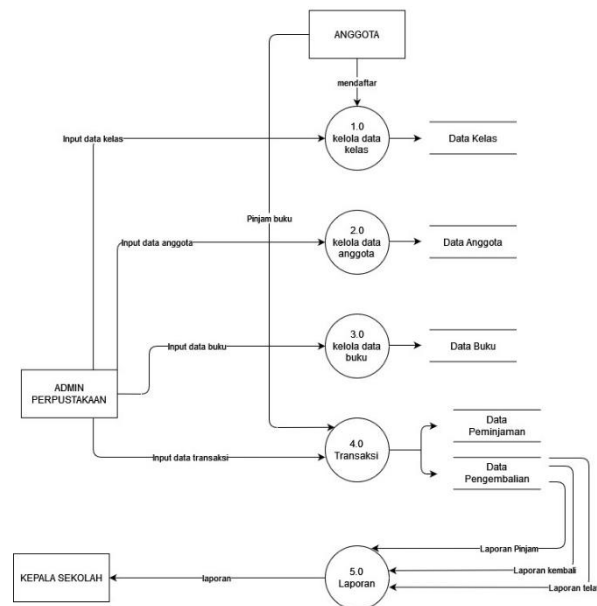 ANGGOTA
mendaftar
1.0
kelola data
kelas
Input data kelas
Data Kelas
Pinjam buku
2.0
kelola data
anggota
Input data anggota
Data Anggota
3.0
kelola data
buku
Input data buku
Data Buku
ADMIN
PERPUSTAKAAN
Data
Peminjaman
4.0
Transaksi
Input data transaksi
Data
Pengembalian
Laporan Pinjam
Laporan kembali
Laporan tela
5.0
Laporan
laporan
KEPALA SEKOLAH